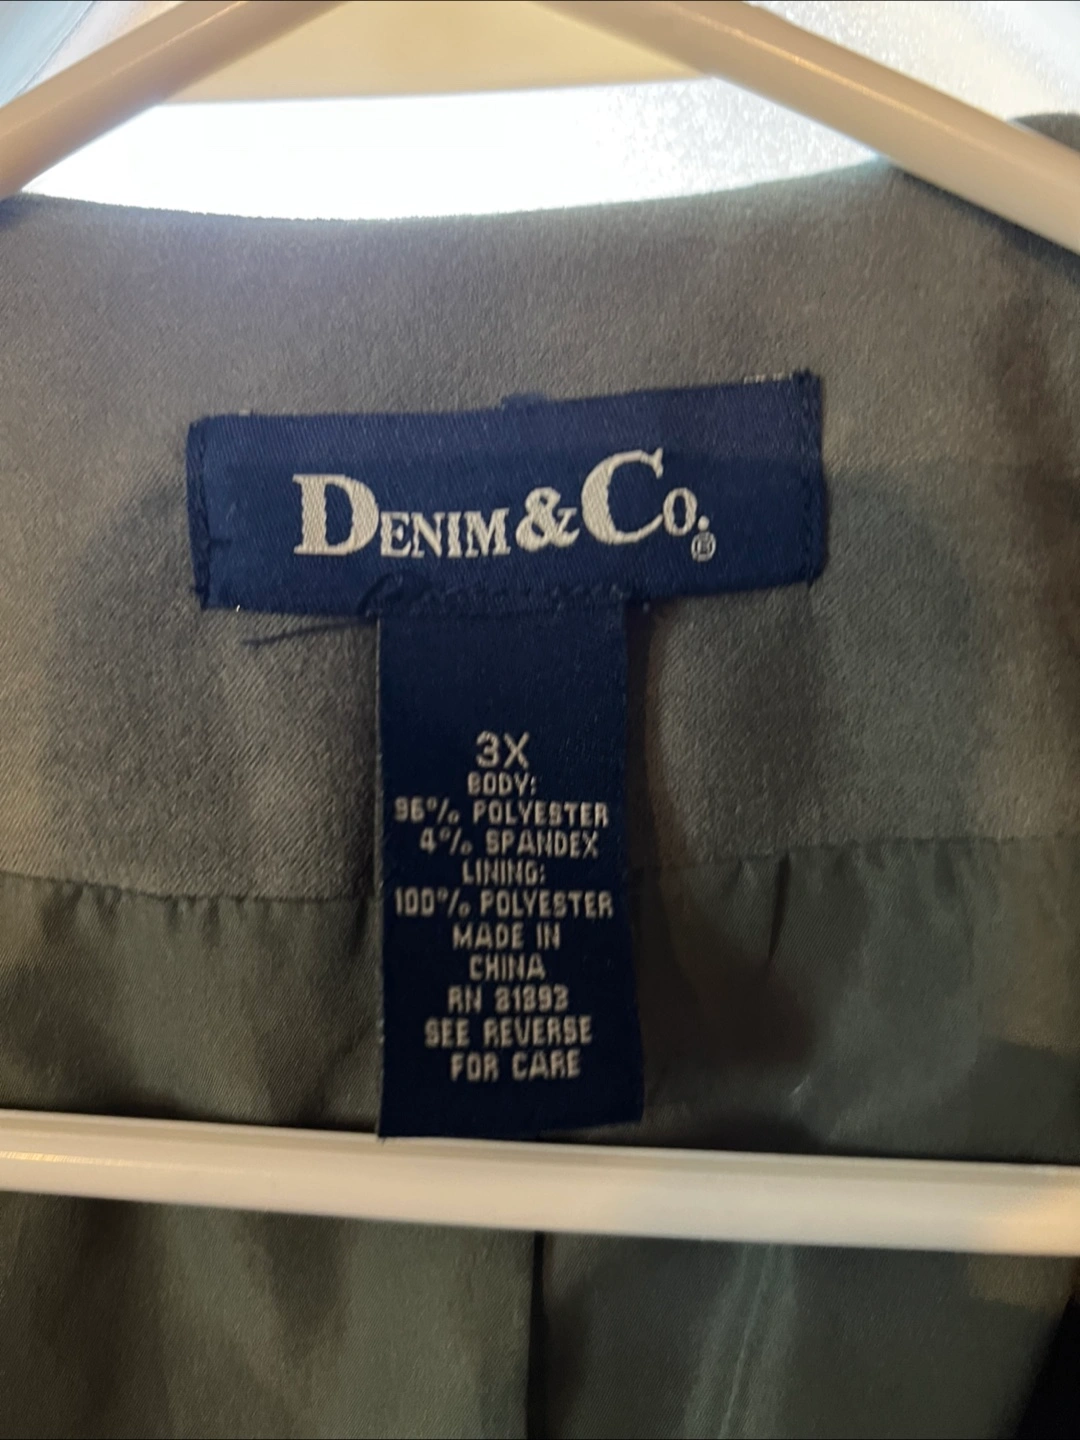 DENIM & CO.®
3X
BODY:
96% POLYESTER
4% SPANDEX
LINING:
100% POLYESTER
MADE IN
CHINA
RN 81393
SEE REVERSE
FOR CARE